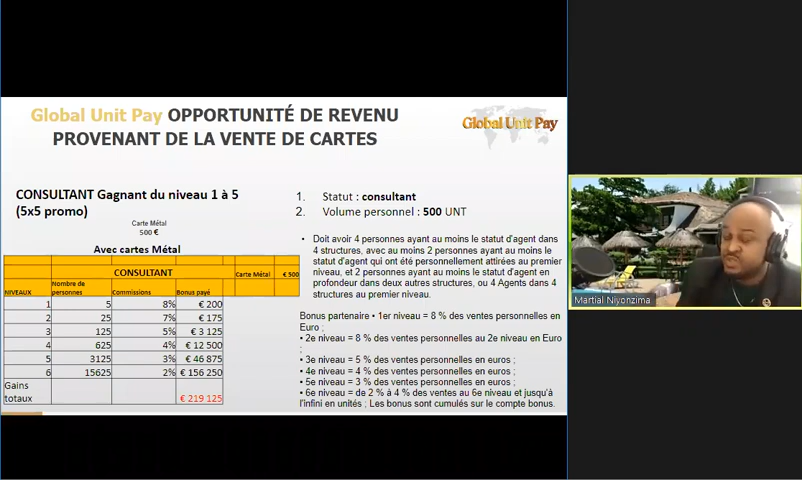 Global Unit Pay OPPORTUNITÉ DE REVENU
PROVENANT DE LA VENTE DE CARTES
Global Unit Pay
CONSULTANT Gagnant du niveau 1 à 5
(5x5 promo)
Carte Métal
500 €
Avec cartes Métal
CONSULTANT Carte Métal € 500
NIVEAUX Nombre de personnes Commissions Bonus payé
1 5 8% € 200
2 25 7% € 175
3 125 5% € 3 125
4 625 4% € 12 500
5 3125 3% € 46 875
6 15625 2% € 156 250
Gains
totaux € 219 125
1. Statut : consultant
2. Volume personnel : 500 UNT
• Doit avoir 4 personnes ayant au moins le statut d'agent dans
4 structures, avec au moins 2 personnes ayant au moins le
statut d'agent qui ont été personnellement attirées au premier
niveau, et 2 personnes ayant au moins le statut d'agent en
profondeur dans deux autres structures, ou 4 Agents dans 4
structures au premier niveau.
Bonus partenaire • 1er niveau = 8 % des ventes personnelles en
Euro ;
• 2e niveau = 8 % des ventes personnelles au 2e niveau en Euro
;
• 3e niveau = 5 % des ventes personnelles en euros ;
• 4e niveau = 4 % des ventes personnelles en euros ;
• 5e niveau = 3 % des ventes personnelles en euros ;
• 6e niveau = de 2 % à 4 % des ventes au 6e niveau et jusqu'à
l'infini en unités ; Les bonus sont cumulés sur le compte bonus.
Martial Niyonzima